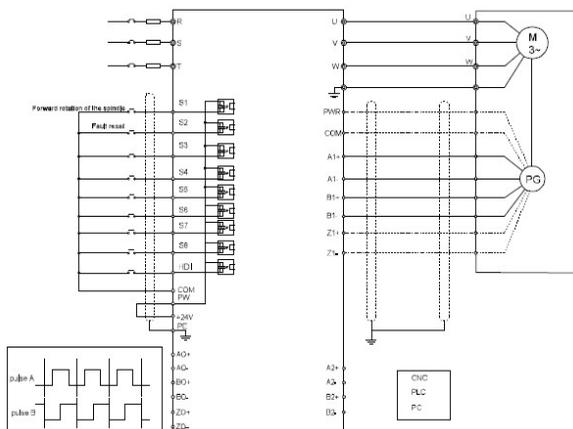 R
S
T
U
V
W
U
V
W
M
3~
Forward rotation of the spindle
Fault reset
S1
S2
S3
S4
S5
S6
S7
S8
HDI
COM
PW
+24V
PE
PWR
COM
A1+
A1-
B1+
B1-
Z1+
Z1-
PG
AO+
AO-
BO+
BO-
ZO+
ZO-
A2+
A2-
B2+
B2-
CNC
PLC
PC
pulse A
pulse B